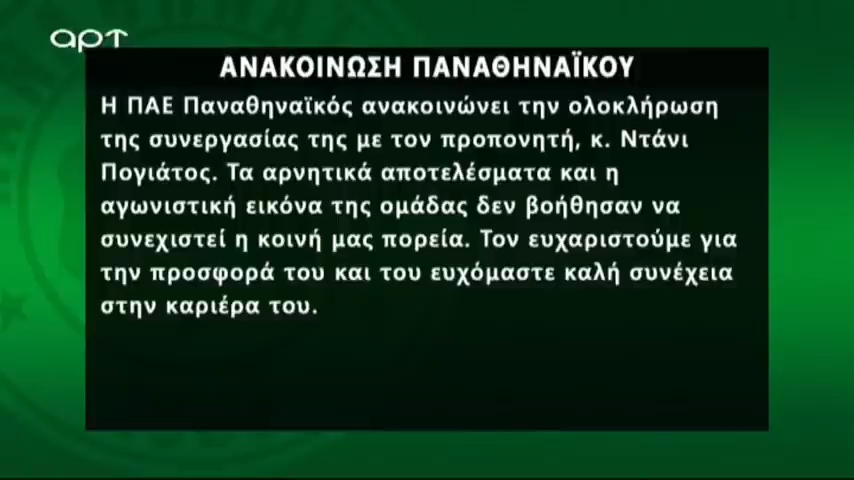 αρτ
ΑΝΑΚΟΙΝΩΣΗ ΠΑΝΑΘΗΝΑΪΚΟΥ
Η ΠΑΕ Παναθηναϊκός ανακοινώνει την ολοκλήρωση
της συνεργασίας της με τον προπονητή, κ. Ντάνι
Πογιάτος. Τα αρνητικά αποτελέσματα και η
αγωνιστική εικόνα της ομάδας δεν βοήθησαν να
συνεχιστεί η κοινή μας πορεία. Τον ευχαριστούμε για
την προσφορά του και του ευχόμαστε καλή συνέχεια
στην καριέρα του.